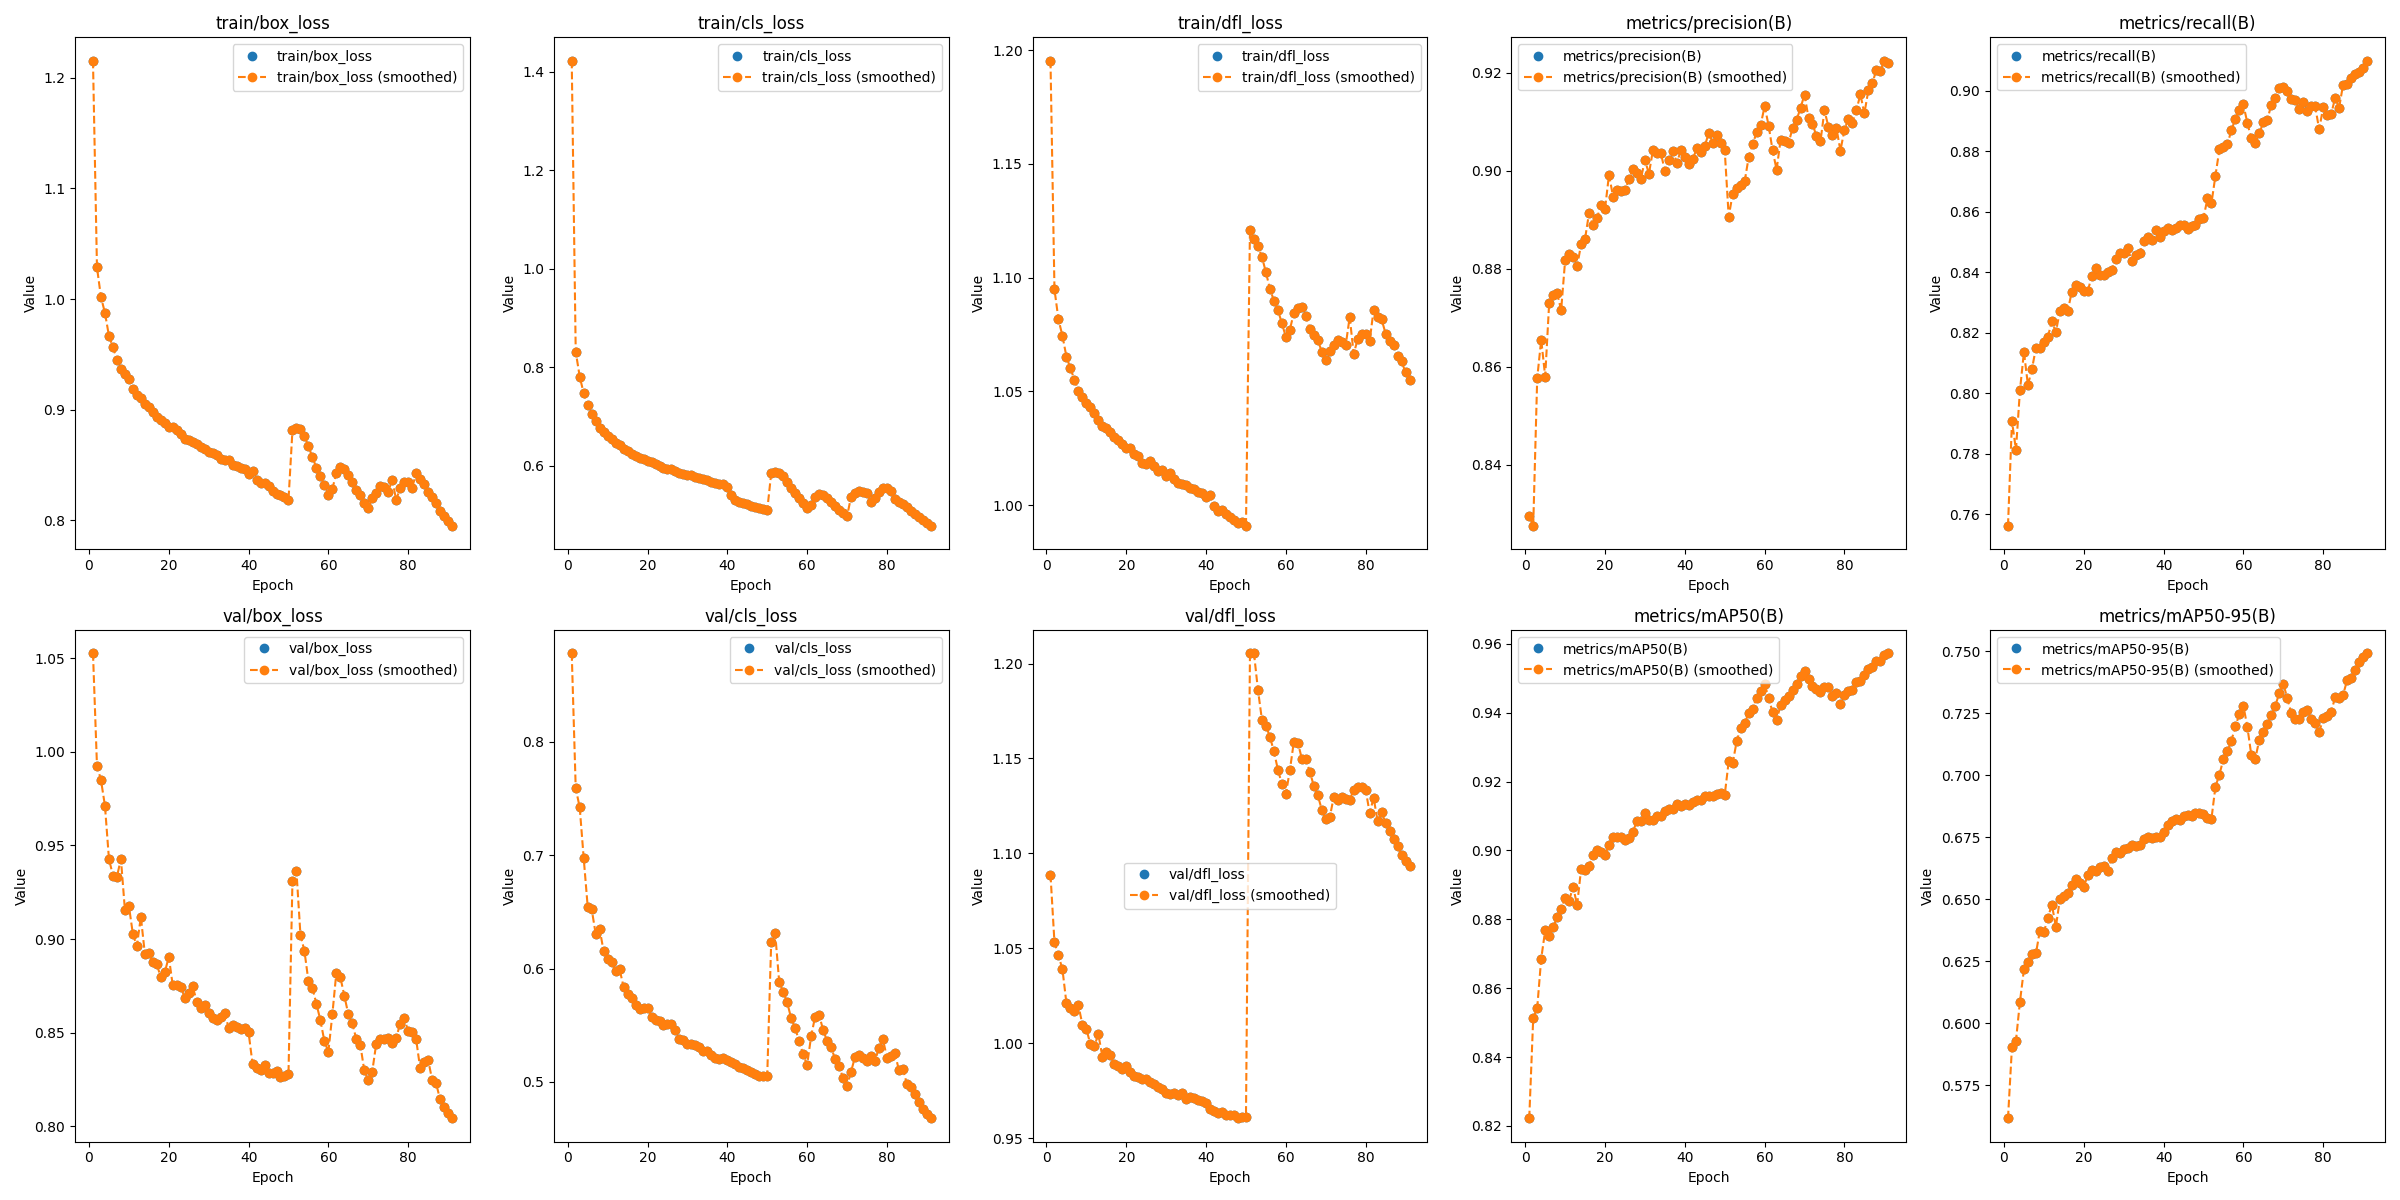 train/box_loss
train/box_loss
train/box_loss (smoothed)
Value
1.2
1.1
1.0
0.9
0.8
0 20 40 60 80
Epoch
train/cls_loss
train/cls_loss
train/cls_loss (smoothed)
Value
1.4
1.2
1.0
0.8
0.6
0 20 40 60 80
Epoch
train/dfl_loss
train/dfl_loss
train/dfl_loss (smoothed)
Value
1.20
1.15
1.10
1.05
1.00
0 20 40 60 80
Epoch
metrics/precision(B)
metrics/precision(B)
metrics/precision(B) (smoothed)
Value
0.92
0.90
0.88
0.86
0.84
0 20 40 60 80
Epoch
metrics/recall(B)
metrics/recall(B)
metrics/recall(B) (smoothed)
Value
0.90
0.88
0.86
0.84
0.82
0.80
0.78
0.76
0 20 40 60 80
Epoch
val/box_loss
val/box_loss
val/box_loss (smoothed)
Value
1.05
1.00
0.95
0.90
0.85
0.80
0 20 40 60 80
Epoch
val/cls_loss
val/cls_loss
val/cls_loss (smoothed)
Value
0.8
0.7
0.6
0.5
0 20 40 60 80
Epoch
val/dfl_loss
val/dfl_loss
val/dfl_loss (smoothed)
Value
1.20
1.15
1.10
1.05
1.00
0.95
0 20 40 60 80
Epoch
metrics/mAP50(B)
metrics/mAP50(B)
metrics/mAP50(B) (smoothed)
Value
0.96
0.94
0.92
0.90
0.88
0.86
0.84
0.82
0 20 40 60 80
Epoch
metrics/mAP50-95(B)
metrics/mAP50-95(B)
metrics/mAP50-95(B) (smoothed)
Value
0.750
0.725
0.700
0.675
0.650
0.625
0.600
0.575
0 20 40 60 80
Epoch